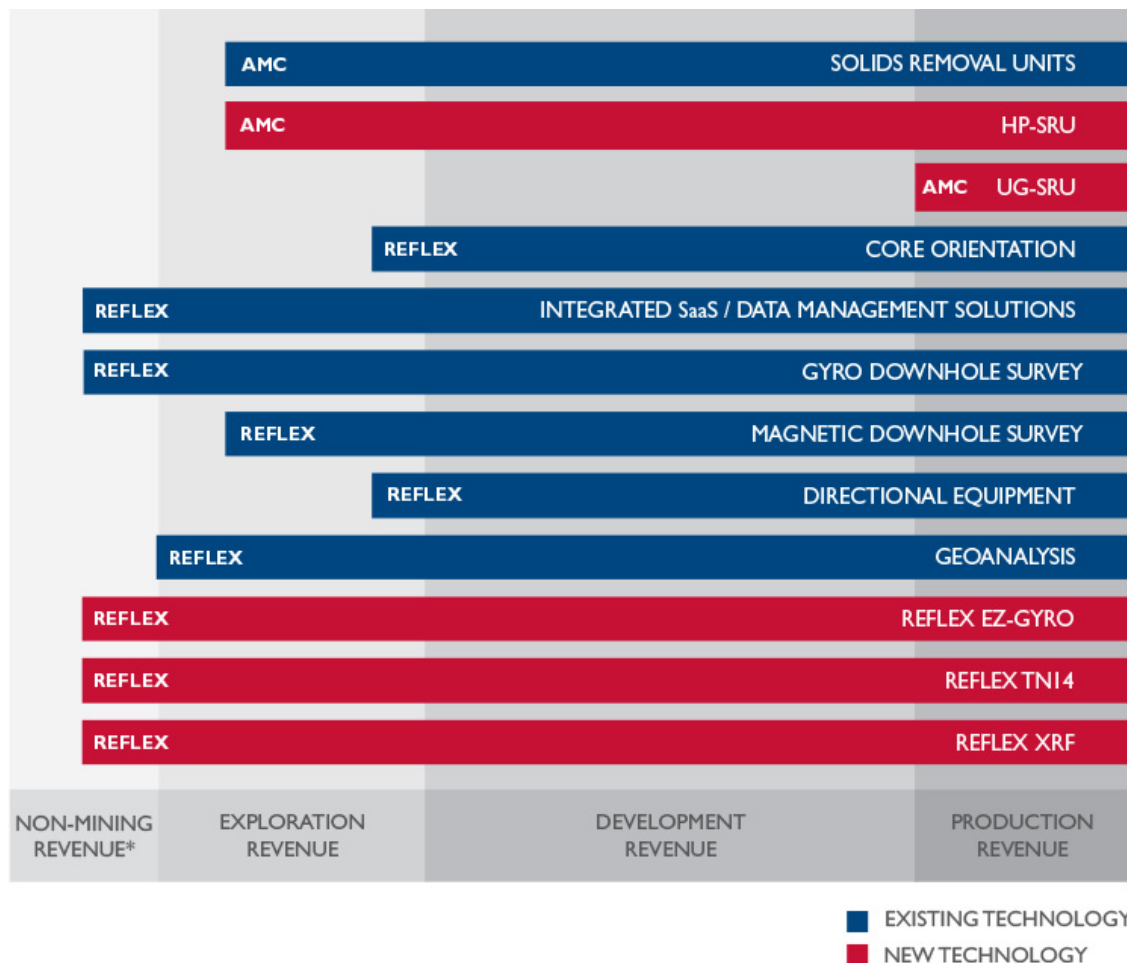 AMC SOLIDS REMOVAL UNITS
AMC HP-SRU
AMC UG-SRU
REFLEX CORE ORIENTATION
REFLEX INTEGRATED SaaS / DATA MANAGEMENT SOLUTIONS
REFLEX GYRO DOWNHOLE SURVEY
REFLEX MAGNETIC DOWNHOLE SURVEY
REFLEX DIRECTIONAL EQUIPMENT
REFLEX GEOANALYSIS
REFLEX REFLEX EZ-GYRO
REFLEX REFLEX TN14
REFLEX REFLEX XRF
NON-MINING
REVENUE*
EXPLORATION
REVENUE
DEVELOPMENT
REVENUE
PRODUCTION
REVENUE
EXISTING TECHNOLOGY
NEW TECHNOLOGY